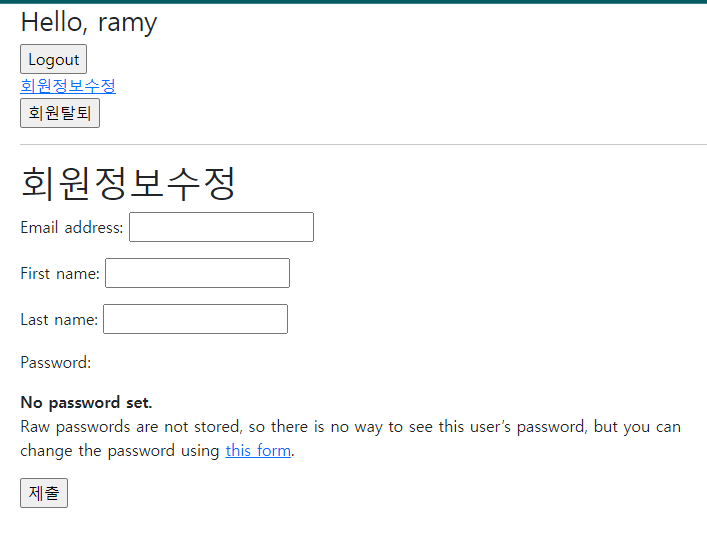 Hello, ramy
Logout
회원정보수정
회원탈퇴
회원정보수정
Email address:
First name:
Last name:
Password:
No password set.
Raw passwords are not stored, so there is no way to see this user’s password, but you can
change the password using this form.
제출